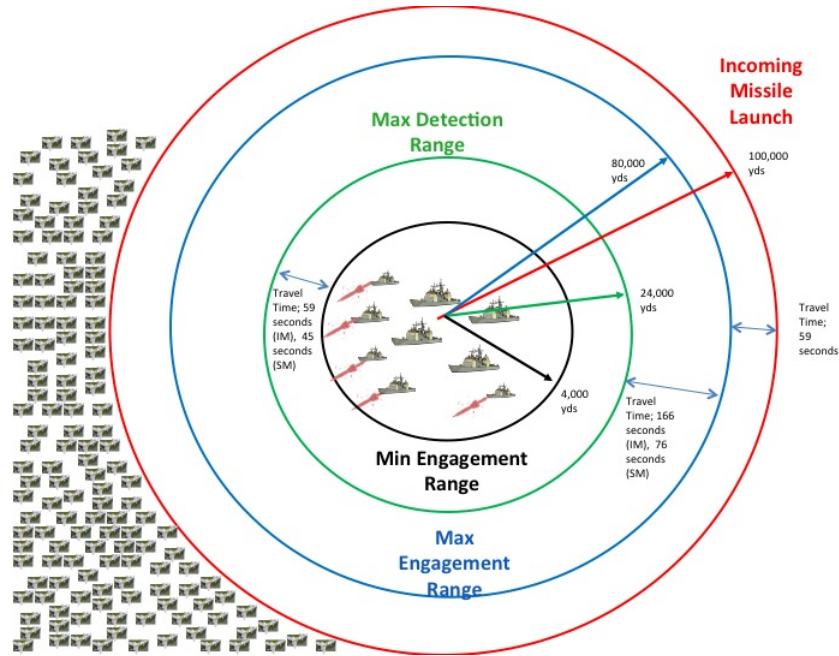 Incoming
Missile
Launch
Max Detection
Range
80,000
yds
100,000
yds
Travel
Time; 59
seconds
(IM), 45
seconds
(SM)
24,000
yds
Travel
Time;
59
seconds
4,000
yds
Travel
Time; 166
seconds
(IM), 76
seconds
(SM)
Min Engagement
Range
Max
Engagement
Range